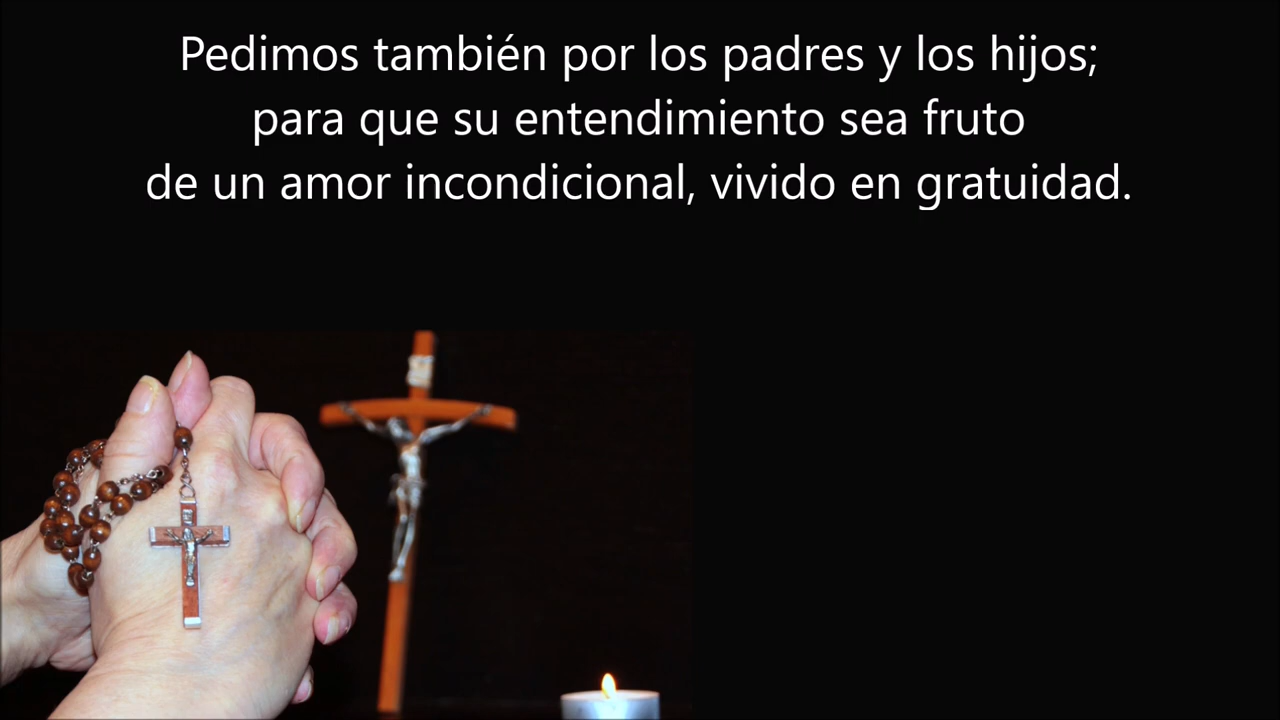 Pedimos también por los padres y los hijos;
para que su entendimiento sea fruto
de un amor incondicional, vivido en gratuidad.